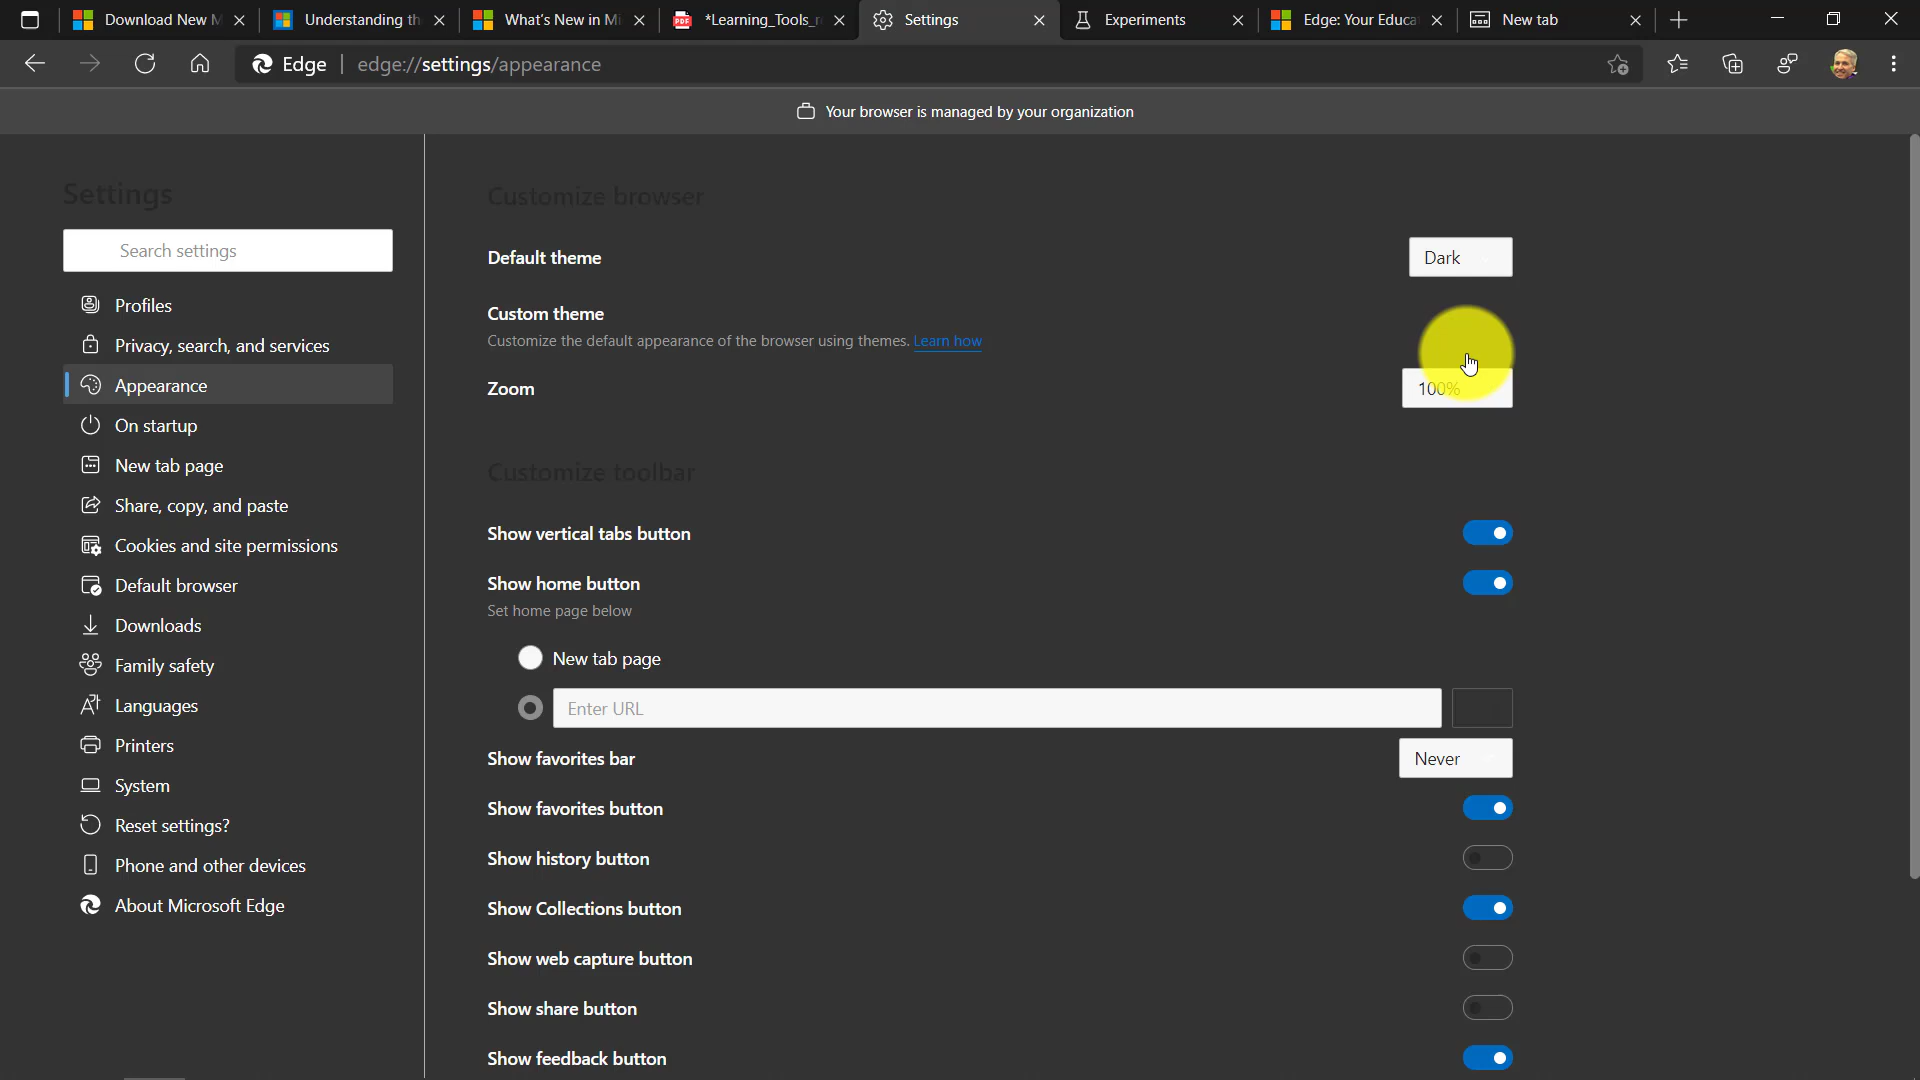 Download New M
Understanding th
What's New in Mi
*Learning_Tools_r
Settings
Experiments
Edge: Your Educa
New tab
Edge
edge://settings/appearance
Your browser is managed by your organization
Settings
Search settings
Profiles
Privacy, search, and services
Appearance
On startup
New tab page
Share, copy, and paste
Cookies and site permissions
Default browser
Downloads
Family safety
Languages
Printers
System
Reset settings?
Phone and other devices
About Microsoft Edge
Customize browser
Default theme
Dark
Custom theme
Customize the default appearance of the browser using themes. Learn how
Zoom
100%
Customize toolbar
Show vertical tabs button
Show home button
Set home page below
New tab page
Enter URL
Show favorites bar
Never
Show favorites button
Show history button
Show Collections button
Show web capture button
Show share button
Show feedback button